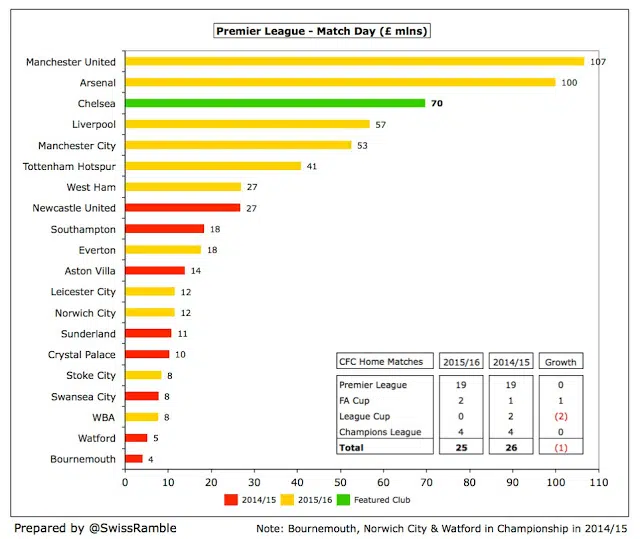 Premier League - Match Day (£ mlns)
Manchester United 107
Arsenal 100
Chelsea 70
Liverpool 57
Manchester City 53
Tottenham Hotspur 41
West Ham 27
Newcastle United 27
Southampton 18
Everton 18
Aston Villa 14
Leicester City 12
Norwich City 12
Sunderland 11
Crystal Palace 10
Stoke City 8
Swansea City 8
WBA 8
Watford 5
Bournemouth 4
CFC Home Matches 2015/16 2014/15 Growth
Premier League 19 19 0
FA Cup 2 1 1
League Cup 0 2 (2)
Champions League 4 4 0
Total 25 26 (1)
0 10 20 30 40 50 60 70 80 90 100 110
2014/15 2015/16 Featured Club
Prepared by @SwissRamble
Note: Bournemouth, Norwich City & Watford in Championship in 2014/15